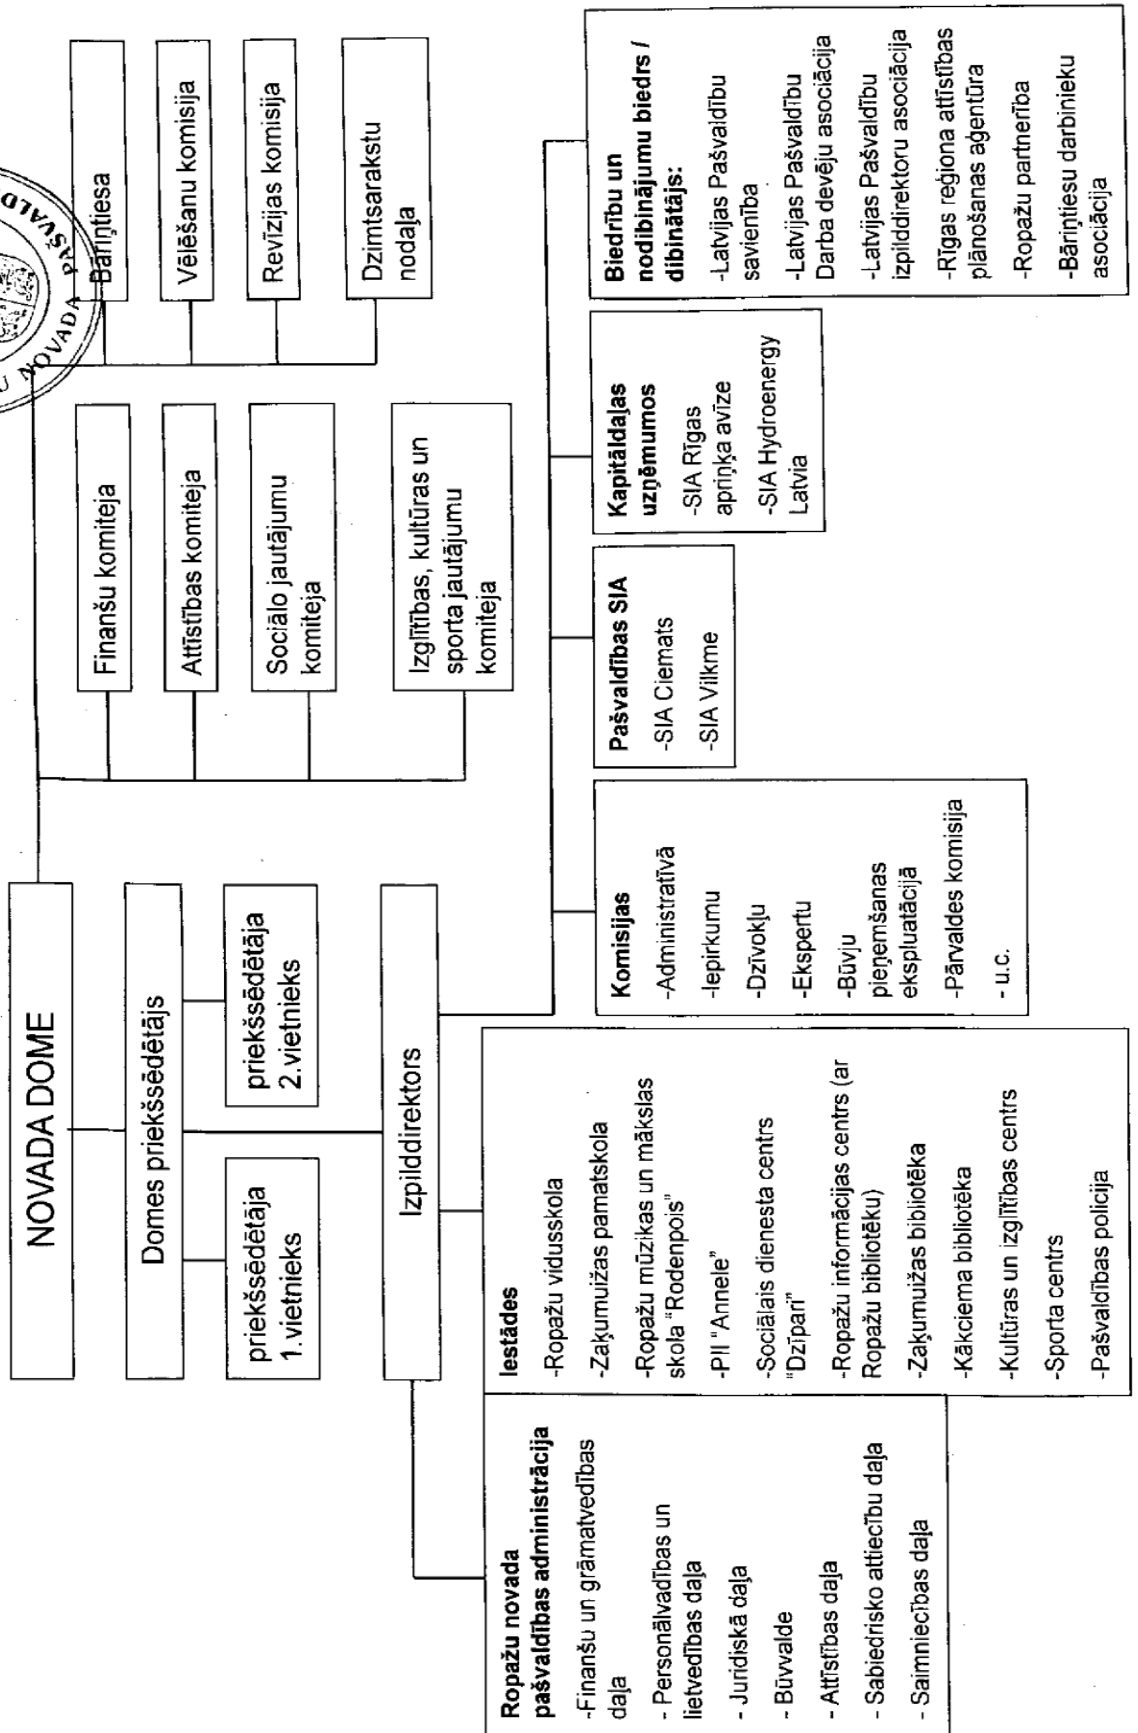 NOVADA DOME
Domes priekšsēdētājs
priekšsēdētāja
1.vietnieks
priekšsēdētāja
2.vietnieks
Izpilddirektors
Finanšu komiteja
Attīstības komiteja
Sociālo jautājumu
komiteja
Izglītības, kultūras un
sporta jautājumu
komiteja
NOVADA PAŠVALD
Bāriņtiesa
Vēlēšanu komisija
Revīzijas komisija
Dzimtsarakstu
nodaļa
Ropažu novada
pašvaldības administrācija
-Finanšu un grāmatvedības
daļa
- Personālvadības un
lietvedības daļa
- Juridiskā daļa
- Būvvalde
- Attīstības daļa
- Sabiedrisko attiecību daļa
- Saimniecības daļa
Iestādes
-Ropažu vidusskola
-Zaķumuižas pamatskola
-Ropažu mūzikas un mākslas
skola “Rodenpois”
-PII “Annele”
-Sociālais dienesta centrs
“Dzīpari”
-Ropažu informācijas centrs (ar
Ropažu bibliotēku)
-Zaķumuižas bibliotēka
-Kākciema bibliotēka
-Kultūras un izglītības centrs
-Sporta centrs
-Pašvaldības policija
Komisijas
-Administratīvā
-Iepirkumu
-Dzīvokļu
-Ekspertu
-Būvju
pieņemšanas
ekspluatācijā
-Pārvaldes komisija
- u.c.
Pašvaldības SIA
-SIA Ciemats
-SIA Vilkme
Kapitāldaļas
uzņēmumos
-SIA Rīgas
apriņķa avīze
-SIA Hydroenergy
Latvia
Biedrību un
nodibinājumu biedrs /
dibinātājs:
-Latvijas Pašvaldību
savienība
-Latvijas Pašvaldību
Darba devēju asociācija
-Latvijas Pašvaldību
izpilddirektoru asociācija
-Rīgas reģiona attīstības
plānošanas aģentūra
-Ropažu partnerība
-Bāriņtiesu darbinieku
asociācija